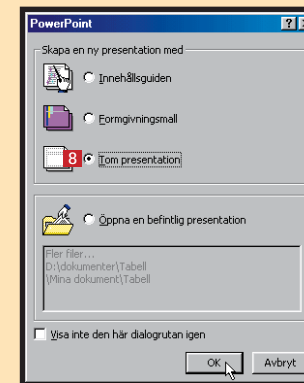 PowerPoint
Skapa en ny presentation med
Innehållsguiden
Formgivningsmall
8 Tom presentation
Öppna en befintlig presentation
Fler filer...
D:\dokumenter\Tabell
\Mina dokument\Tabell
Visa inte den här dialogrutan igen
OK Avbryt